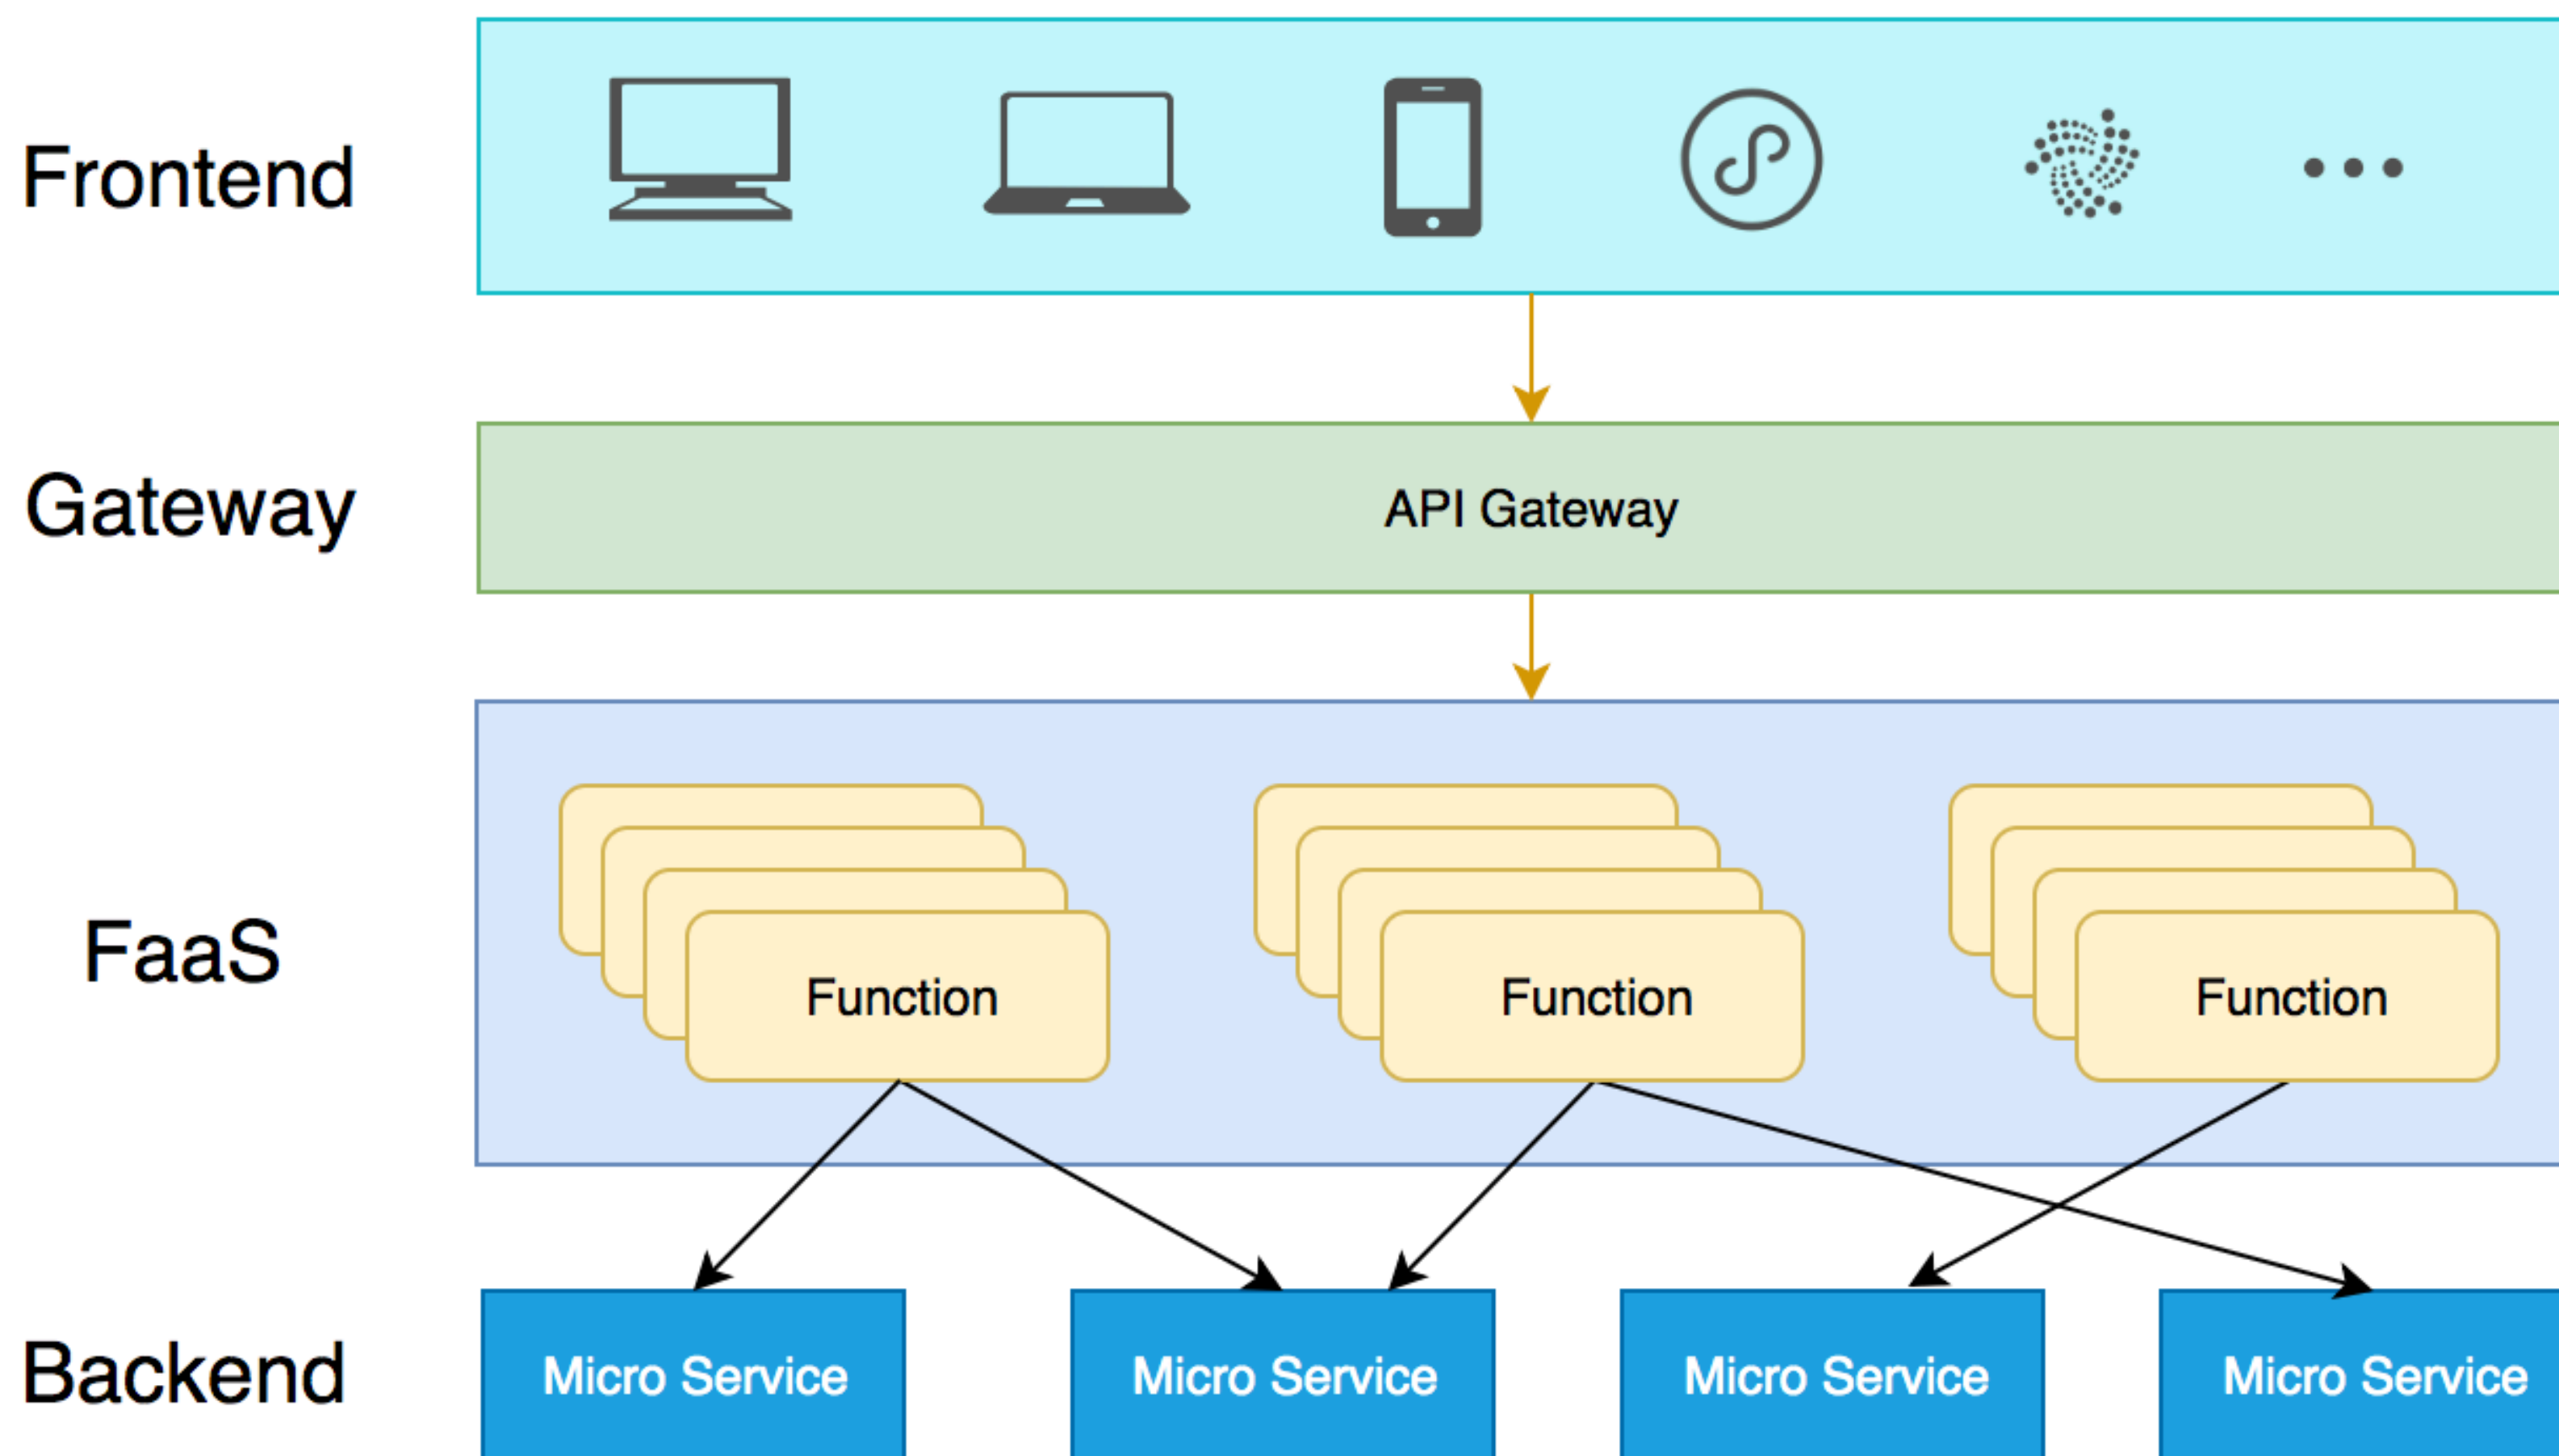 Frontend
Gateway
API Gateway
FaaS
Function
Function
Function
Backend
Micro Service
Micro Service
Micro Service
Micro Service